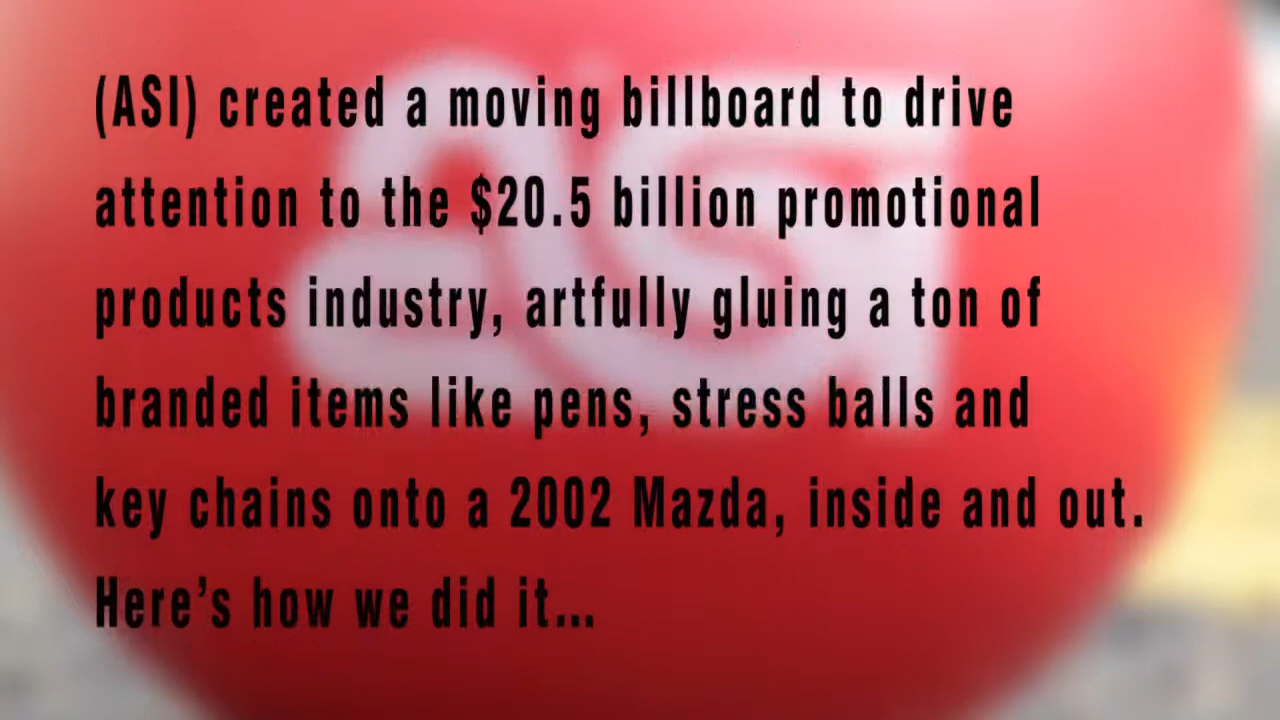 (ASI) created a moving billboard to drive
attention to the $20.5 billion promotional
products industry, artfully gluing a ton of
branded items like pens, stress balls and
key chains onto a 2002 Mazda, inside and out.
Here’s how we did it...